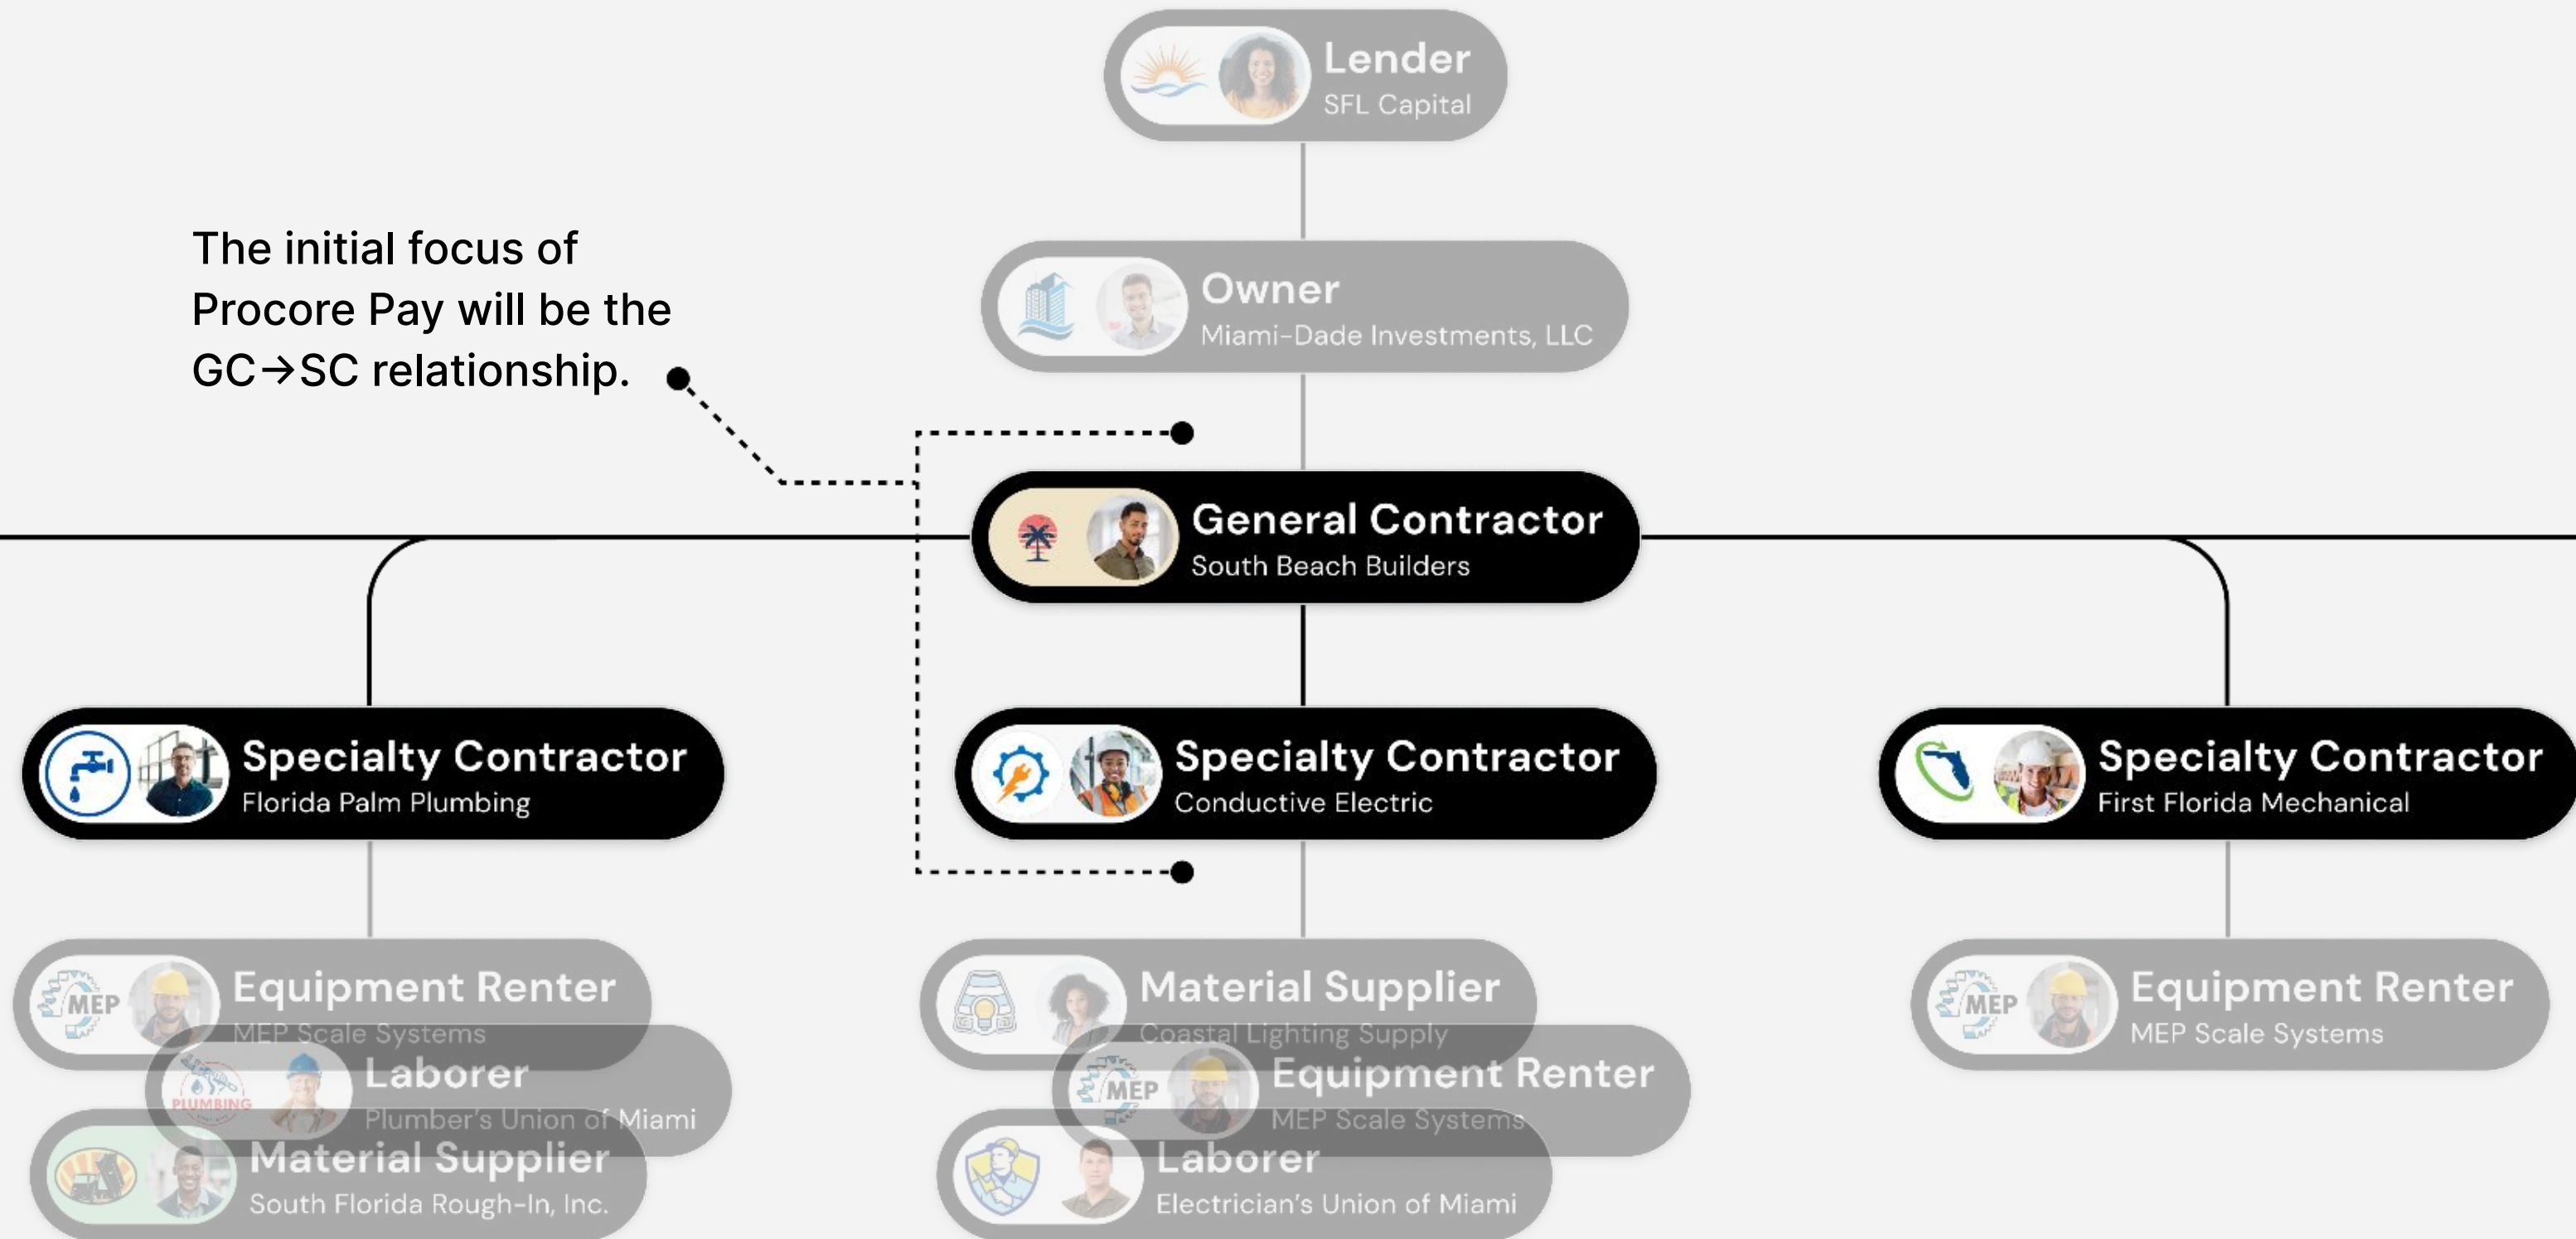 Lender
SFL Capital
The initial focus of
Procore Pay will be the
GC→SC relationship.
Owner
Miami-Dade Investments, LLC
General Contractor
South Beach Builders
Specialty Contractor
Florida Palm Plumbing
Specialty Contractor
Conductive Electric
Specialty Contractor
First Florida Mechanical
MEP
Equipment Renter
MEP Scale Systems
PLUMBING
Laborer
Plumber's Union of Miami
Material Supplier
South Florida Rough-In, Inc.
Material Supplier
Coastal Lighting Supply
MEP
Equipment Renter
MEP Scale Systems
Laborer
Electrician's Union of Miami
MEP
Equipment Renter
MEP Scale Systems